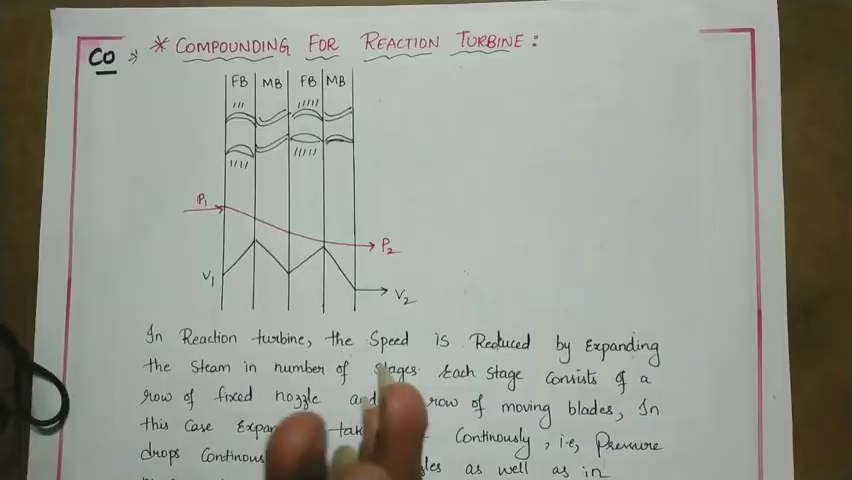 CO :- * COMPOUNDING FOR REACTION TURBINE :
FB MB FB MB
P1
P2
V1
V2
In Reaction turbine, the Speed is Reduced by Expanding
the Steam in number of stages. Each stage Consists of a
row of fixed nozzle and row of moving blades, In
this Case Continously, i.e, Pressure
drops as well as in